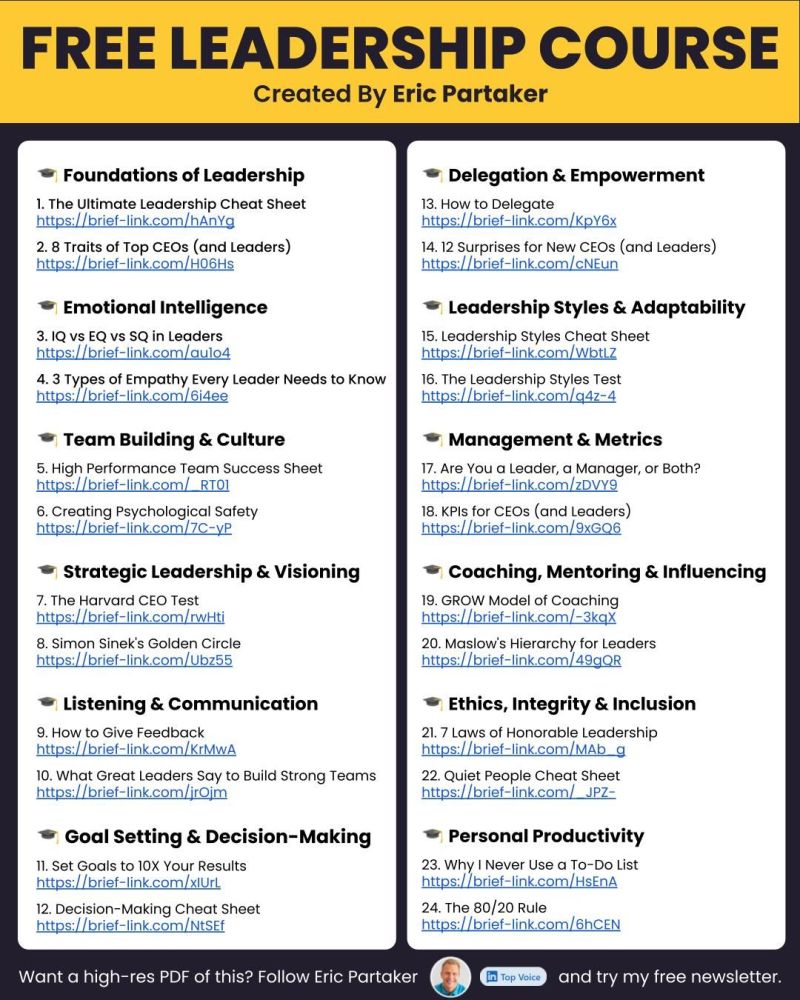 FREE LEADERSHIP COURSE
Created By Eric Partaker
Foundations of Leadership
1. The Ultimate Leadership Cheat Sheet
https://brief-link.com/hAnYg
2. 8 Traits of Top CEOs (and Leaders)
https://brief-link.com/H06Hs
Emotional Intelligence
3. IQ vs EQ vs SQ in Leaders
https://brief-link.com/au1o4
4. 3 Types of Empathy Every Leader Needs to Know
https://brief-link.com/6i4ee
Team Building & Culture
5. High Performance Team Success Sheet
https://brief-link.com/_RT01
6. Creating Psychological Safety
https://brief-link.com/7C-yP
Strategic Leadership & Visioning
7. The Harvard CEO Test
https://brief-link.com/rwHti
8. Simon Sinek's Golden Circle
https://brief-link.com/Ubz55
Listening & Communication
9. How to Give Feedback
https://brief-link.com/KrMwA
10. What Great Leaders Say to Build Strong Teams
https://brief-link.com/jrOjm
Goal Setting & Decision-Making
11. Set Goals to 10X Your Results
https://brief-link.com/xIUrL
12. Decision-Making Cheat Sheet
https://brief-link.com/NtSEf
Delegation & Empowerment
13. How to Delegate
https://brief-link.com/KpY6x
14. 12 Surprises for New CEOs (and Leaders)
https://brief-link.com/cNEun
Leadership Styles & Adaptability
15. Leadership Styles Cheat Sheet
https://brief-link.com/WbtLZ
16. The Leadership Styles Test
https://brief-link.com/q4z-4
Management & Metrics
17. Are You a Leader, a Manager, or Both?
https://brief-link.com/zDVY9
18. KPIs for CEOs (and Leaders)
https://brief-link.com/9xGQ6
Coaching, Mentoring & Influencing
19. GROW Model of Coaching
https://brief-link.com/-3kqX
20. Maslow's Hierarchy for Leaders
https://brief-link.com/49gQR
Ethics, Integrity & Inclusion
21. 7 Laws of Honorable Leadership
https://brief-link.com/MAb_g
22. Quiet People Cheat Sheet
https://brief-link.com/_JPZ-
Personal Productivity
23. Why I Never Use a To-Do List
https://brief-link.com/HsEnA
24. The 80/20 Rule
https://brief-link.com/6hCEN
Want a high-res PDF of this? Follow Eric Partaker in Top Voice and try my free newsletter.